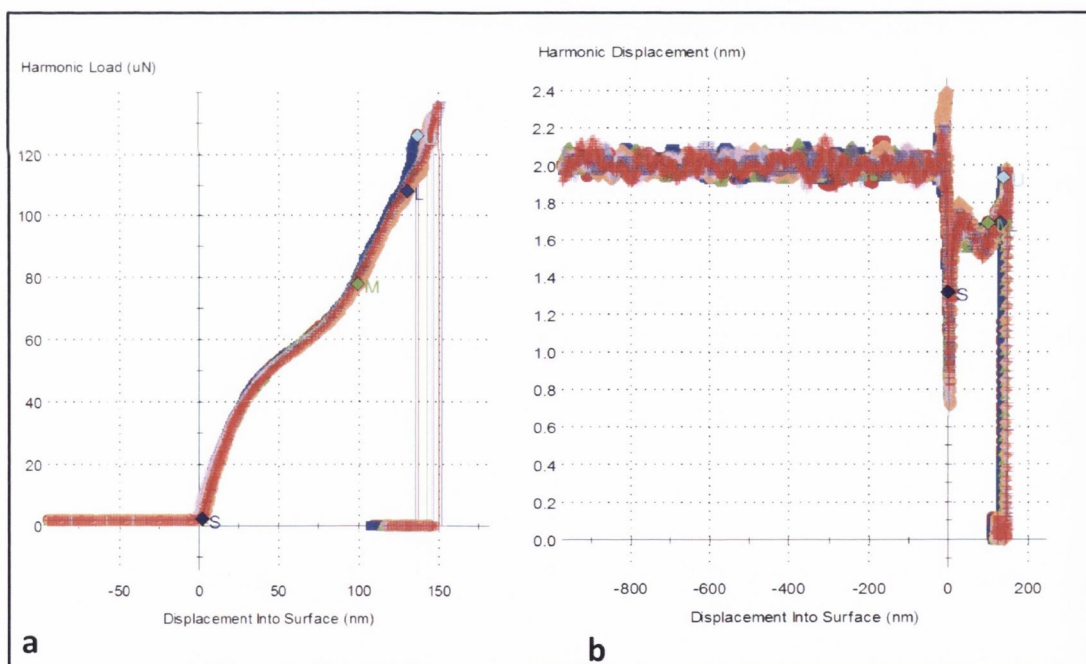 Harmonic Load (uN)
120
100
80
60
40
20
0
L
M
S
-50
0
50
100
150
Displacement Into Surface (nm)
a
Harmonic Displacement (nm)
2.4
2.2
2.0
1.8
1.6
1.4
1.2
1.0
0.8
0.6
0.4
0.2
0.0
M
S
-800
-600
-400
-200
0
200
Displacement Into Surface (nm)
b